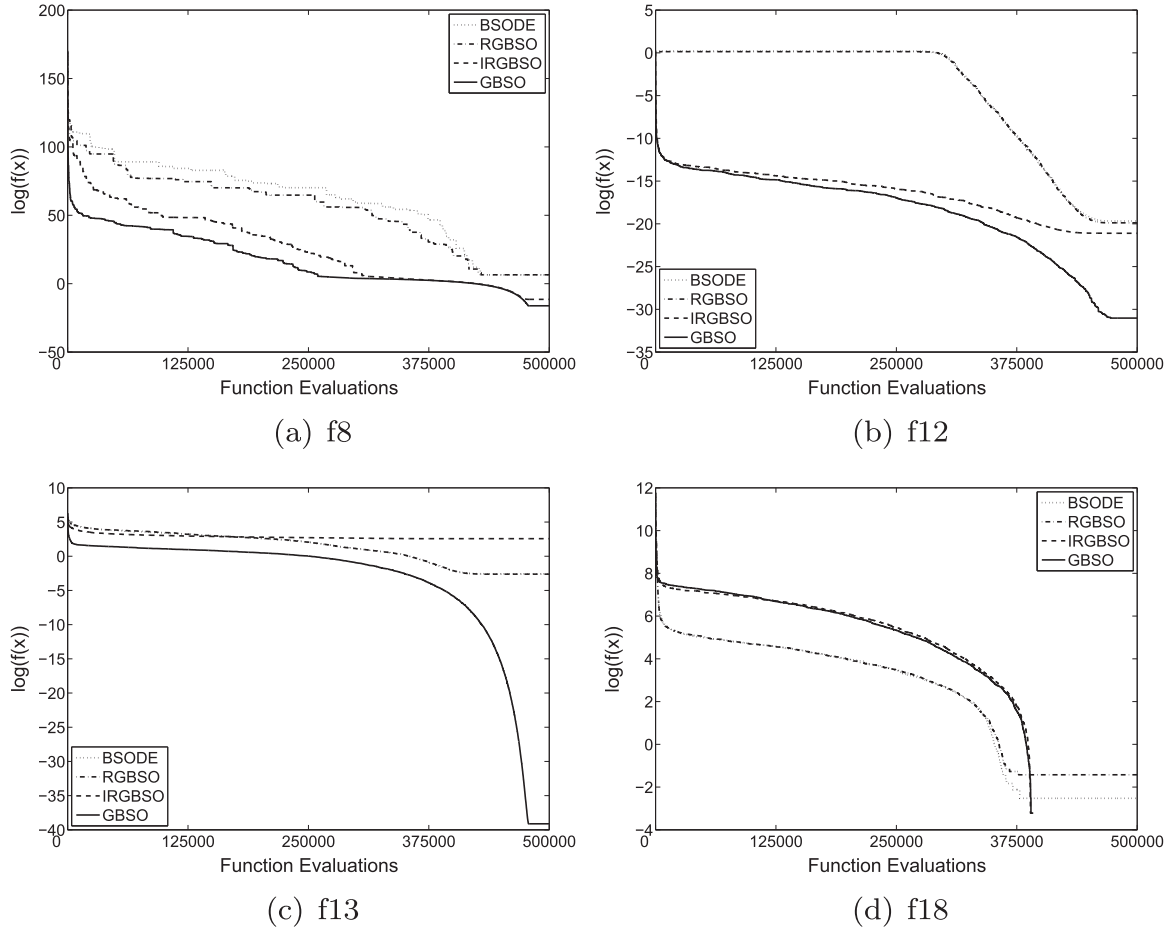 200
150
100
50
0
−50
log(f(x))
BSODE
RGBSO
IRGBSO
GBSO
0 125000 250000 375000 500000
Function Evaluations
(a) f8
5
0
−5
−10
−15
−20
−25
−30
−35
log(f(x))
BSODE
RGBSO
IRGBSO
GBSO
0 125000 250000 375000 500000
Function Evaluations
(b) f12
10
5
0
−5
−10
−15
−20
−25
−30
−35
−40
log(f(x))
BSODE
RGBSO
IRGBSO
GBSO
0 125000 250000 375000 500000
Function Evaluations
(c) f13
12
10
8
6
4
2
0
−2
−4
log(f(x))
BSODE
RGBSO
IRGBSO
GBSO
0 125000 250000 375000 500000
Function Evaluations
(d) f18